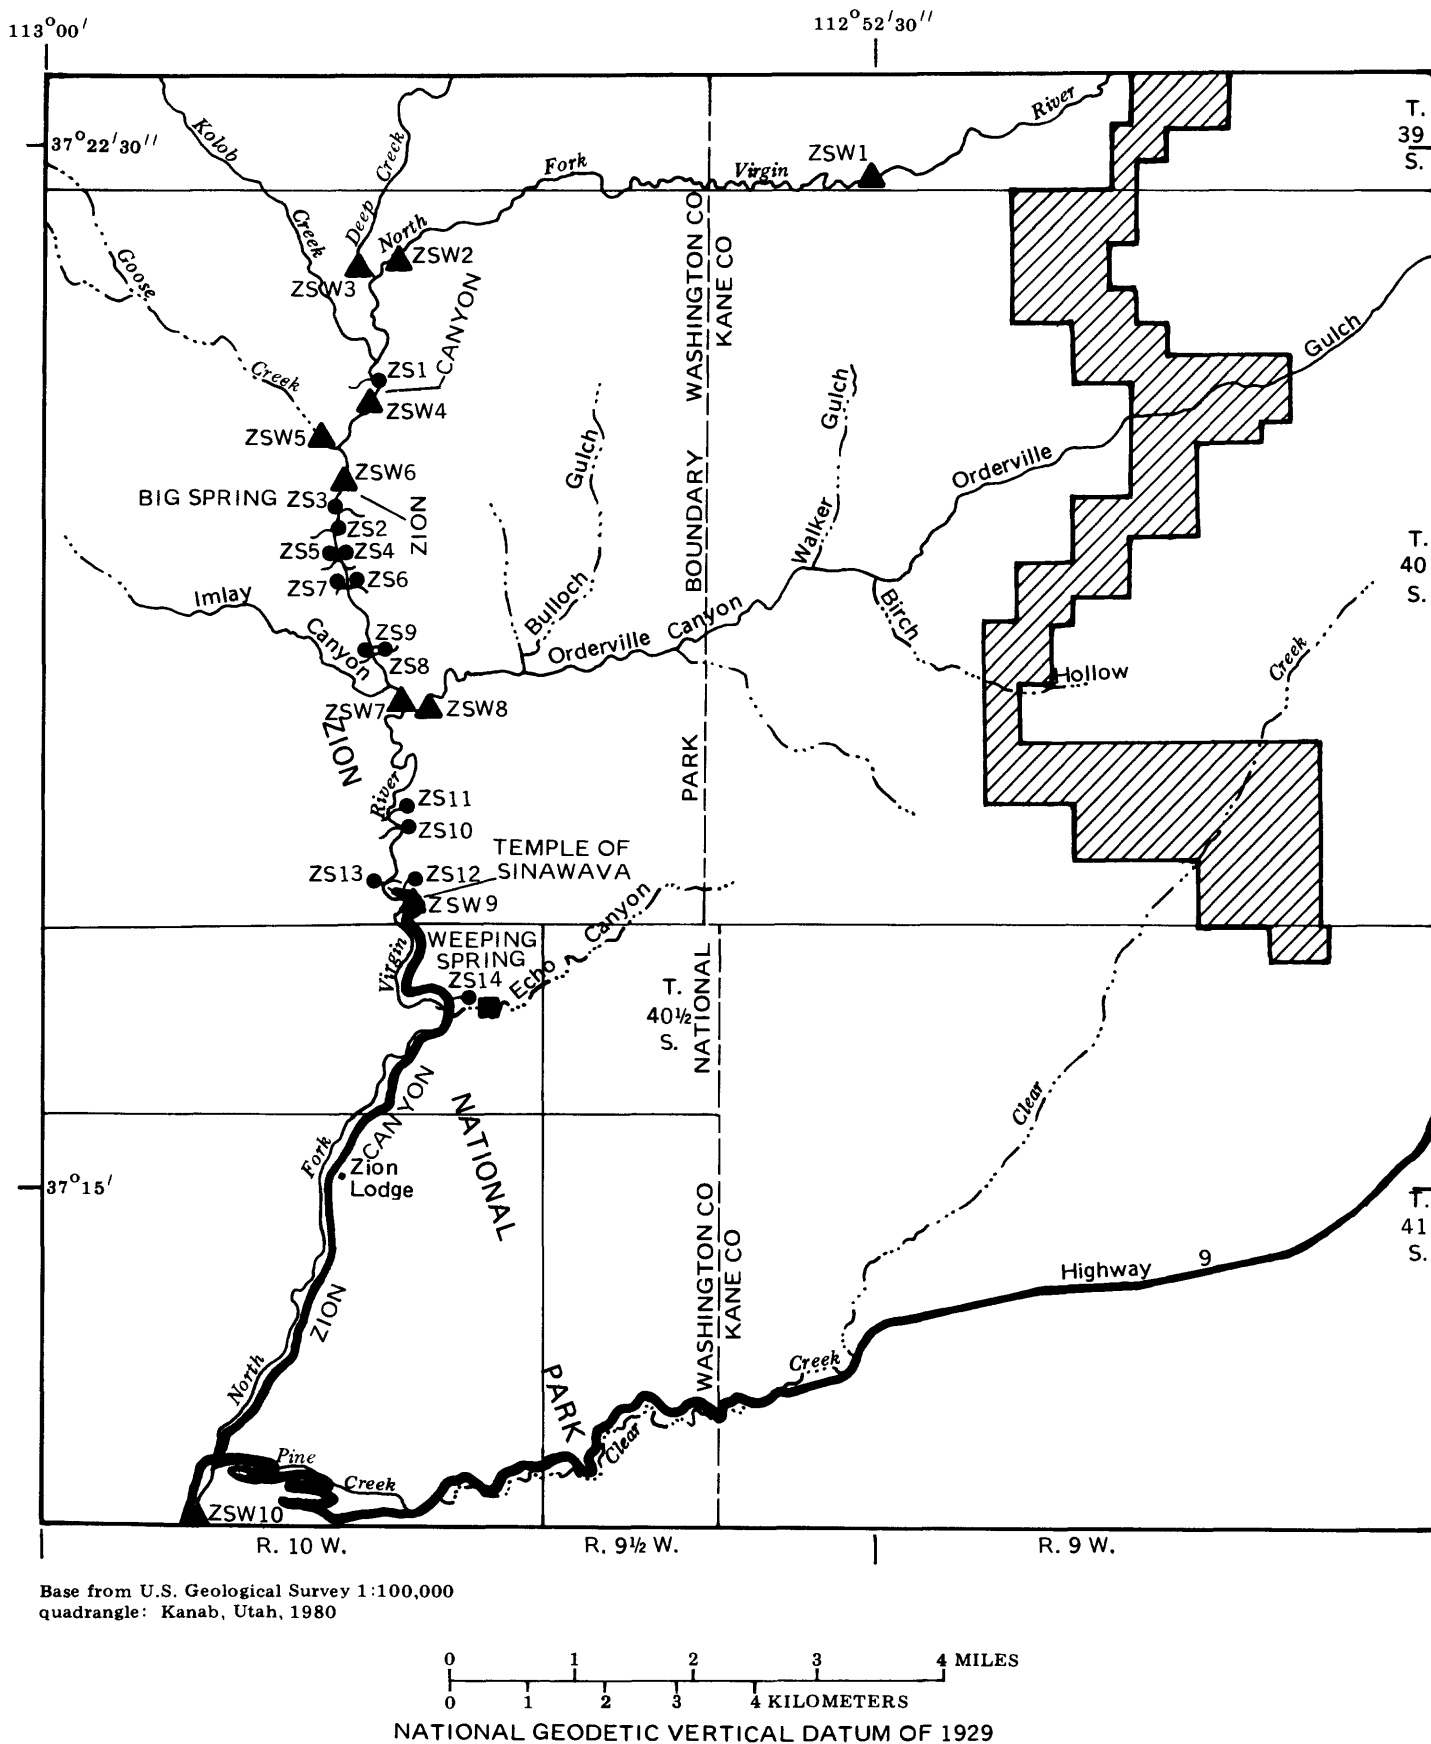 113°00′
112°52′30″
37°22′30″
T.
39
S.
Kolob
Creek
Deep Creek
North
Fork
Virgin
River
ZSW1
ZSW2
ZSW3
CANYON
WASHINGTON CO
KANE CO
Goose
Creek
ZS1
ZSW4
ZSW5
ZSW6
BIG SPRING ZS3
ZS2
ZION
ZS5
ZS4
ZS7
ZS6
Gulch
Bulloch
Gulch
Walker
Orderville
Gulch
BOUNDARY
T.
40
S.
Imlay
Canyon
ZS9
ZS8
Orderville Canyon
Birch
Hollow
Creek
ZSW7
ZSW8
ZION
PARK
River
ZS11
ZS10
TEMPLE OF
SINAWAVA
ZS13
ZS12
ZSW9
Virgin
WEEPING
SPRING
ZS14
Echo
Canyon
T.
40½
S.
NATIONAL
CANYON
NATIONAL
Clear
Fork
Zion
Lodge
37°15′
T.
41
S.
WASHINGTON CO
KANE CO
Highway
9
ZION
North
PARK
Creek
Clear
Pine
Creek
ZSW10
R. 10 W.
R. 9½ W.
R. 9 W.
Base from U.S. Geological Survey 1:100,000
quadrangle: Kanab, Utah, 1980
0 1 2 3 4 MILES
0 1 2 3 4 KILOMETERS
NATIONAL GEODETIC VERTICAL DATUM OF 1929